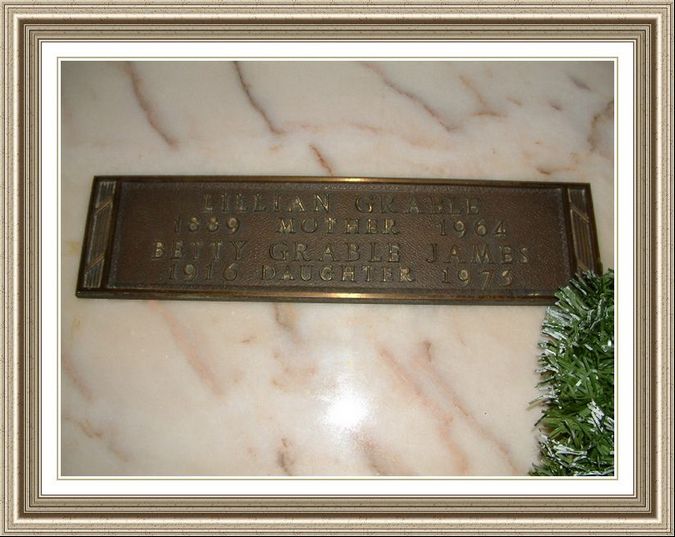 LILLIAN GRABLE
1889 MOTHER 1964
BETTY GRABLE JAMES
1916 DAUGHTER 1973